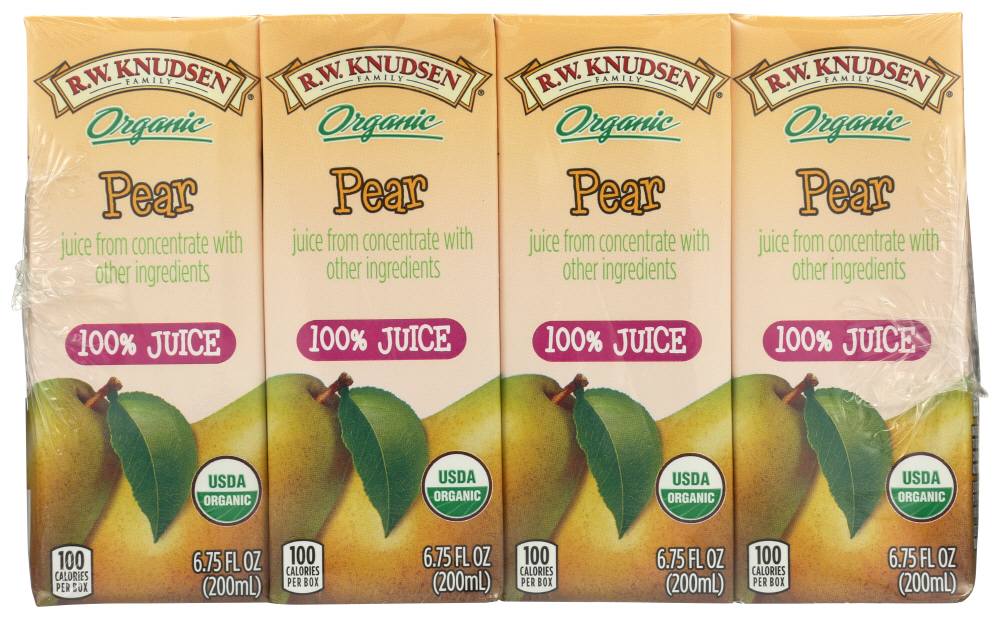 R.W. KNUDSEN
FAMILY
®
Organic
Pear
juice from concentrate with
other ingredients
100% JUICE
USDA
ORGANIC
100
CALORIES
PER BOX
6.75 FL OZ
(200mL)
R.W. KNUDSEN
FAMILY
®
Organic
Pear
juice from concentrate with
other ingredients
100% JUICE
USDA
ORGANIC
100
CALORIES
PER BOX
6.75 FL OZ
(200mL)
R.W. KNUDSEN
FAMILY
®
Organic
Pear
juice from concentrate with
other ingredients
100% JUICE
USDA
ORGANIC
100
CALORIES
PER BOX
6.75 FL OZ
(200mL)
R.W. KNUDSEN
FAMILY
®
Organic
Pear
juice from concentrate with
other ingredients
100% JUICE
USDA
ORGANIC
100
CALORIES
PER BOX
6.75 FL OZ
(200mL)